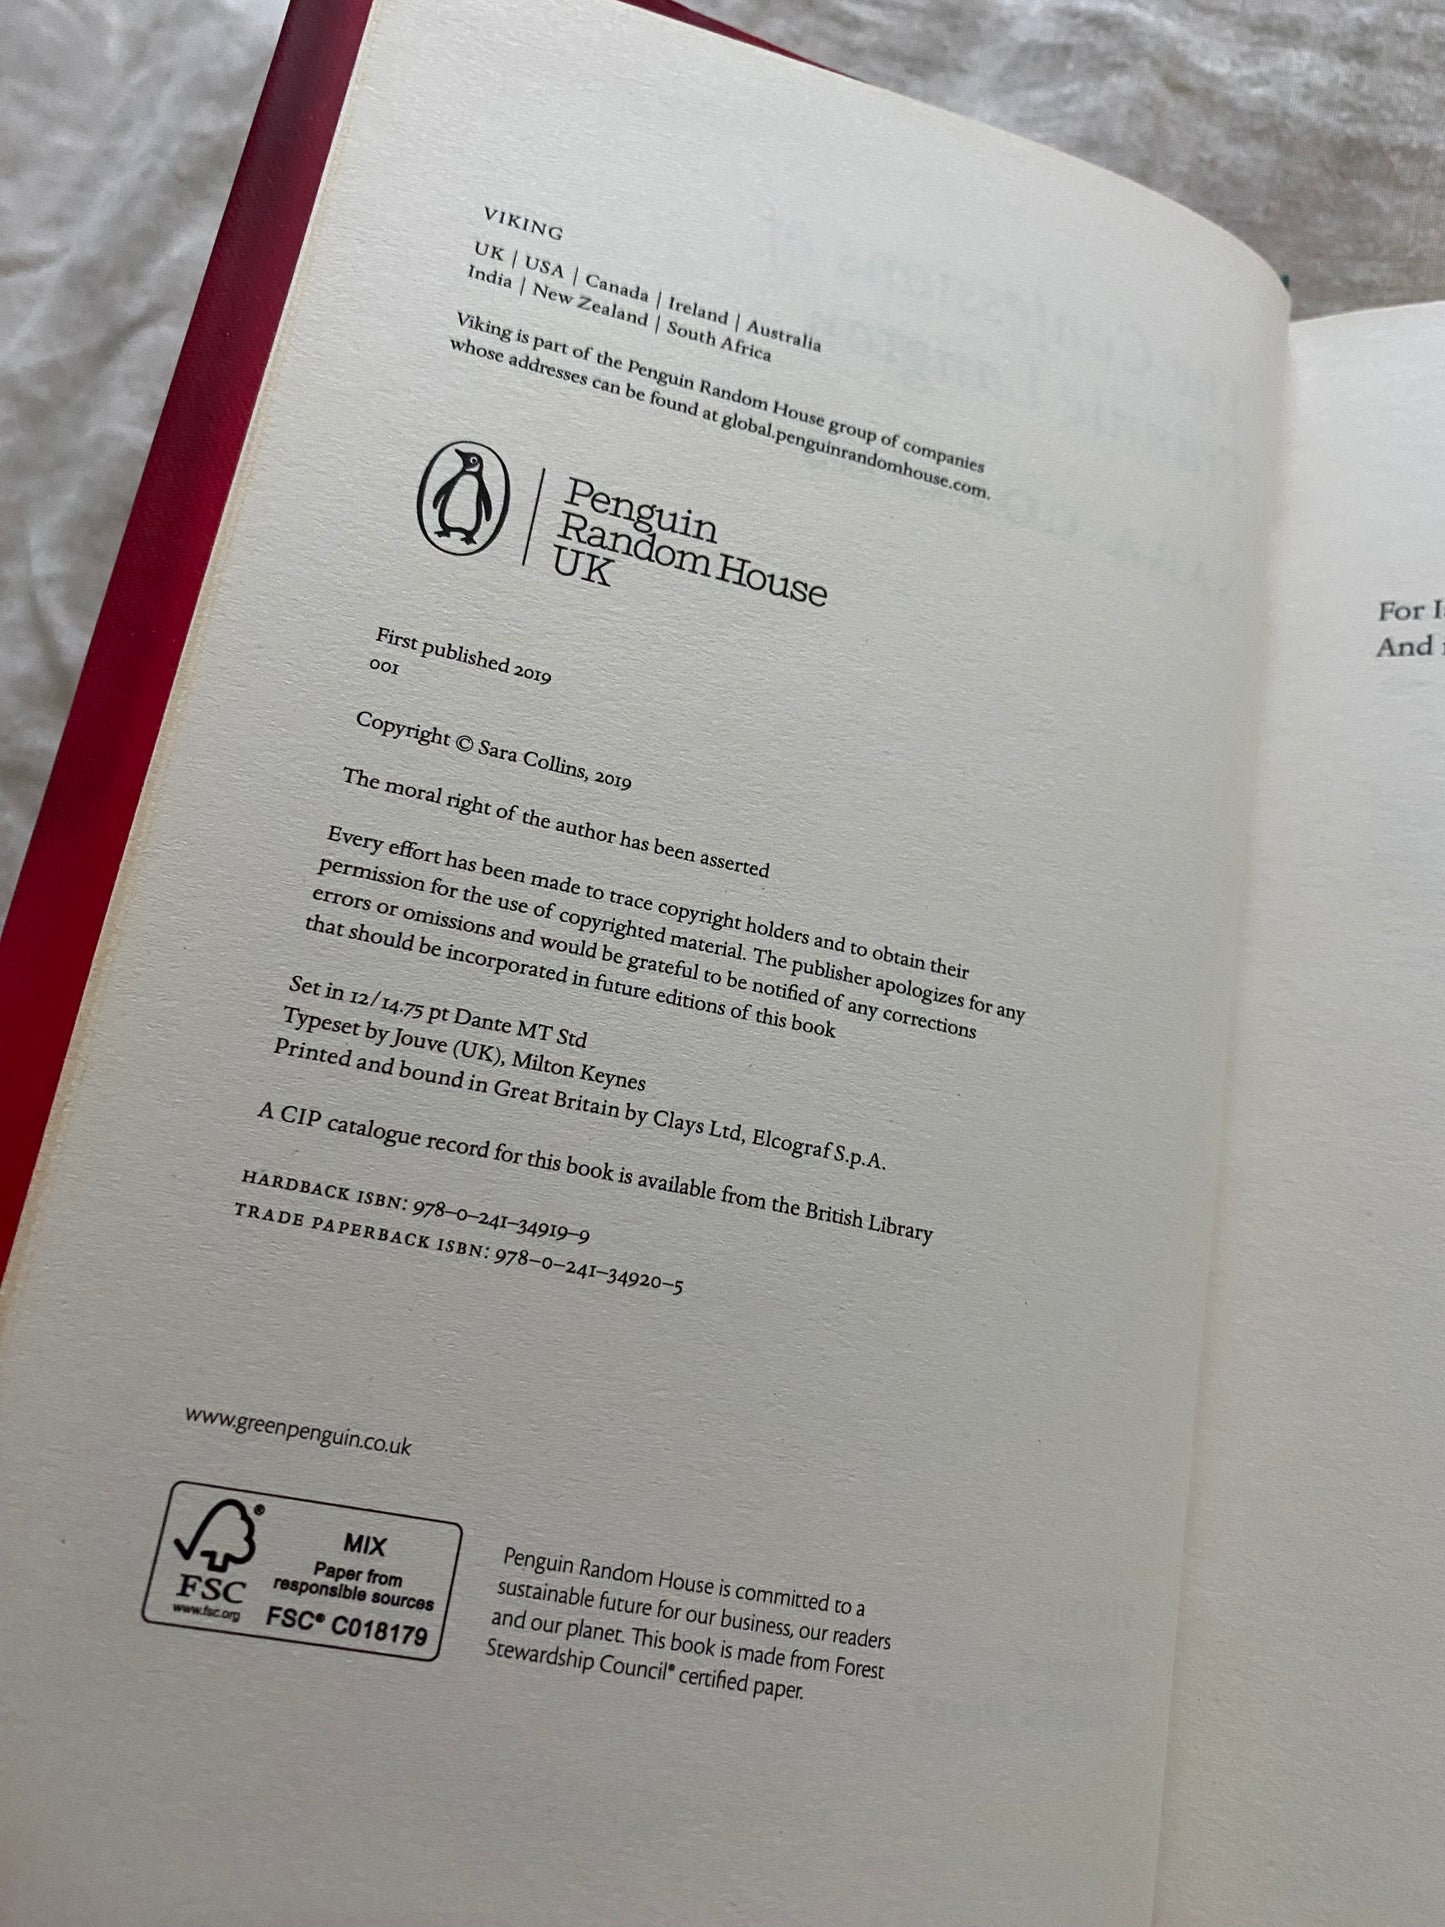 VIKING
UK | USA | Canada | Ireland | Australia
India | New Zealand | South Africa
Viking is part of the Penguin Random House group of companies
whose addresses can be found at global.penguinrandomhouse.com.
Penguin
Random House
UK
First published 2019
001
Copyright © Sara Collins, 2019
The moral right of the author has been asserted
Every effort has been made to trace copyright holders and to obtain their
permission for the use of copyrighted material. The publisher apologizes for any
errors or omissions and would be grateful to be notified of any corrections
that should be incorporated in future editions of this book
Set in 12/14.75 pt Dante MT Std
Typeset by Jouve (UK), Milton Keynes
Printed and bound in Great Britain by Clays Ltd, Elcograf S.p.A.
A CIP catalogue record for this book is available from the British Library
HARDBACK ISBN: 978–0–241–34919–9
TRADE PAPERBACK ISBN: 978–0–241–34920–5
www.greenpenguin.co.uk
®
FSC
www.fsc.org
MIX
Paper from
responsible sources
FSC® C018179
Penguin Random House is committed to a
sustainable future for our business, our readers
and our planet. This book is made from Forest
Stewardship Council® certified paper.
For
And